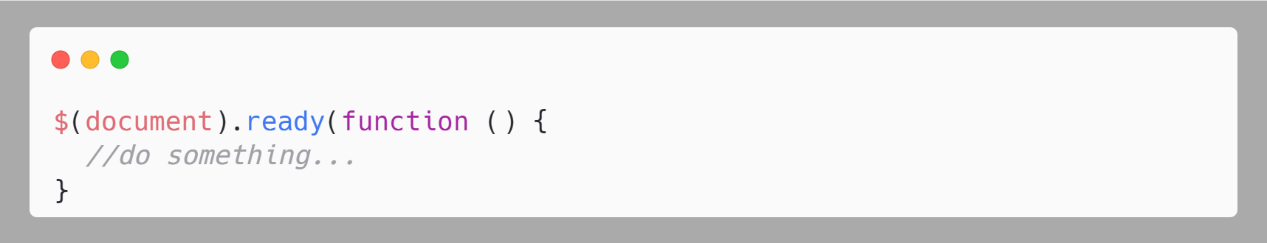 $(document).ready(function () {
  //do something...
}